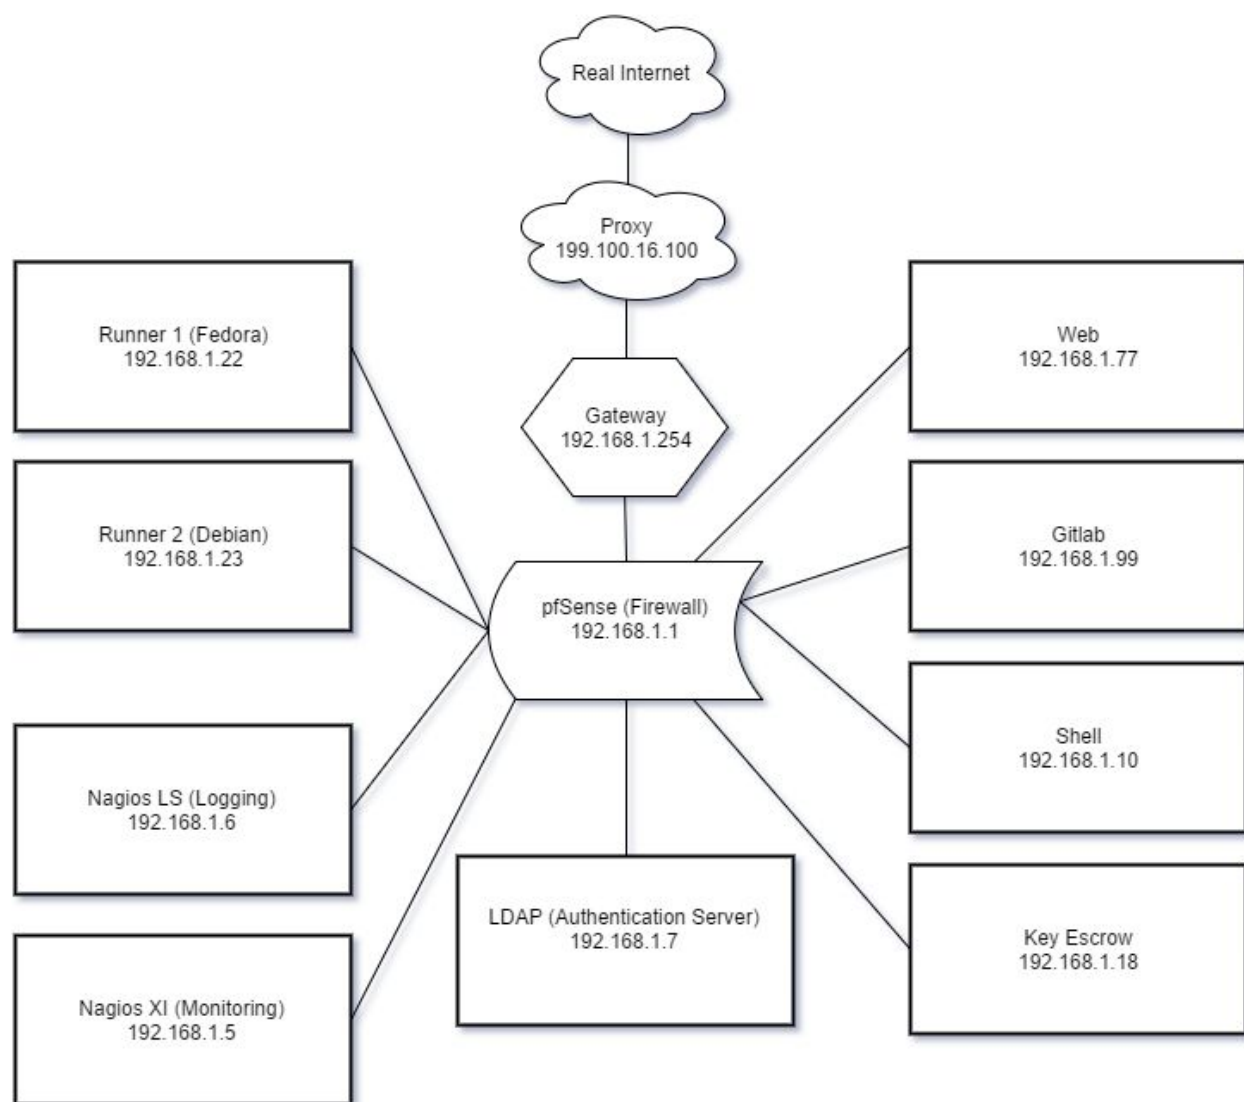 Real Internet
Proxy
199.100.16.100
Runner 1 (Fedora)
192.168.1.22
Web
192.168.1.77
Gateway
192.168.1.254
Runner 2 (Debian)
192.168.1.23
Gitlab
192.168.1.99
pfSense (Firewall)
192.168.1.1
Shell
192.168.1.10
Nagios LS (Logging)
192.168.1.6
LDAP (Authentication Server)
192.168.1.7
Key Escrow
192.168.1.18
Nagios XI (Monitoring)
192.168.1.5